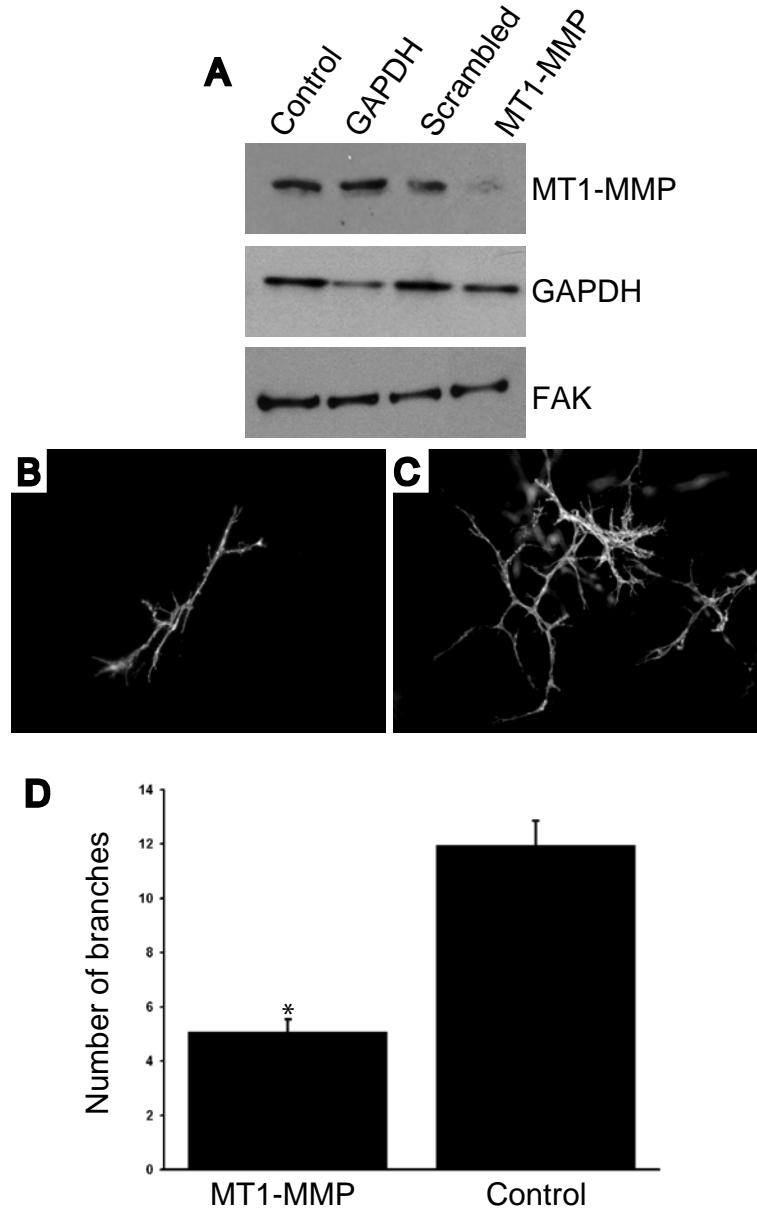 A
Control
GAPDH
Scrambled
MT1-MMP
MT1-MMP
GAPDH
FAK
B
C
D
Number of branches
14
12
10
8
6
4
2
0
*
MT1-MMP
Control